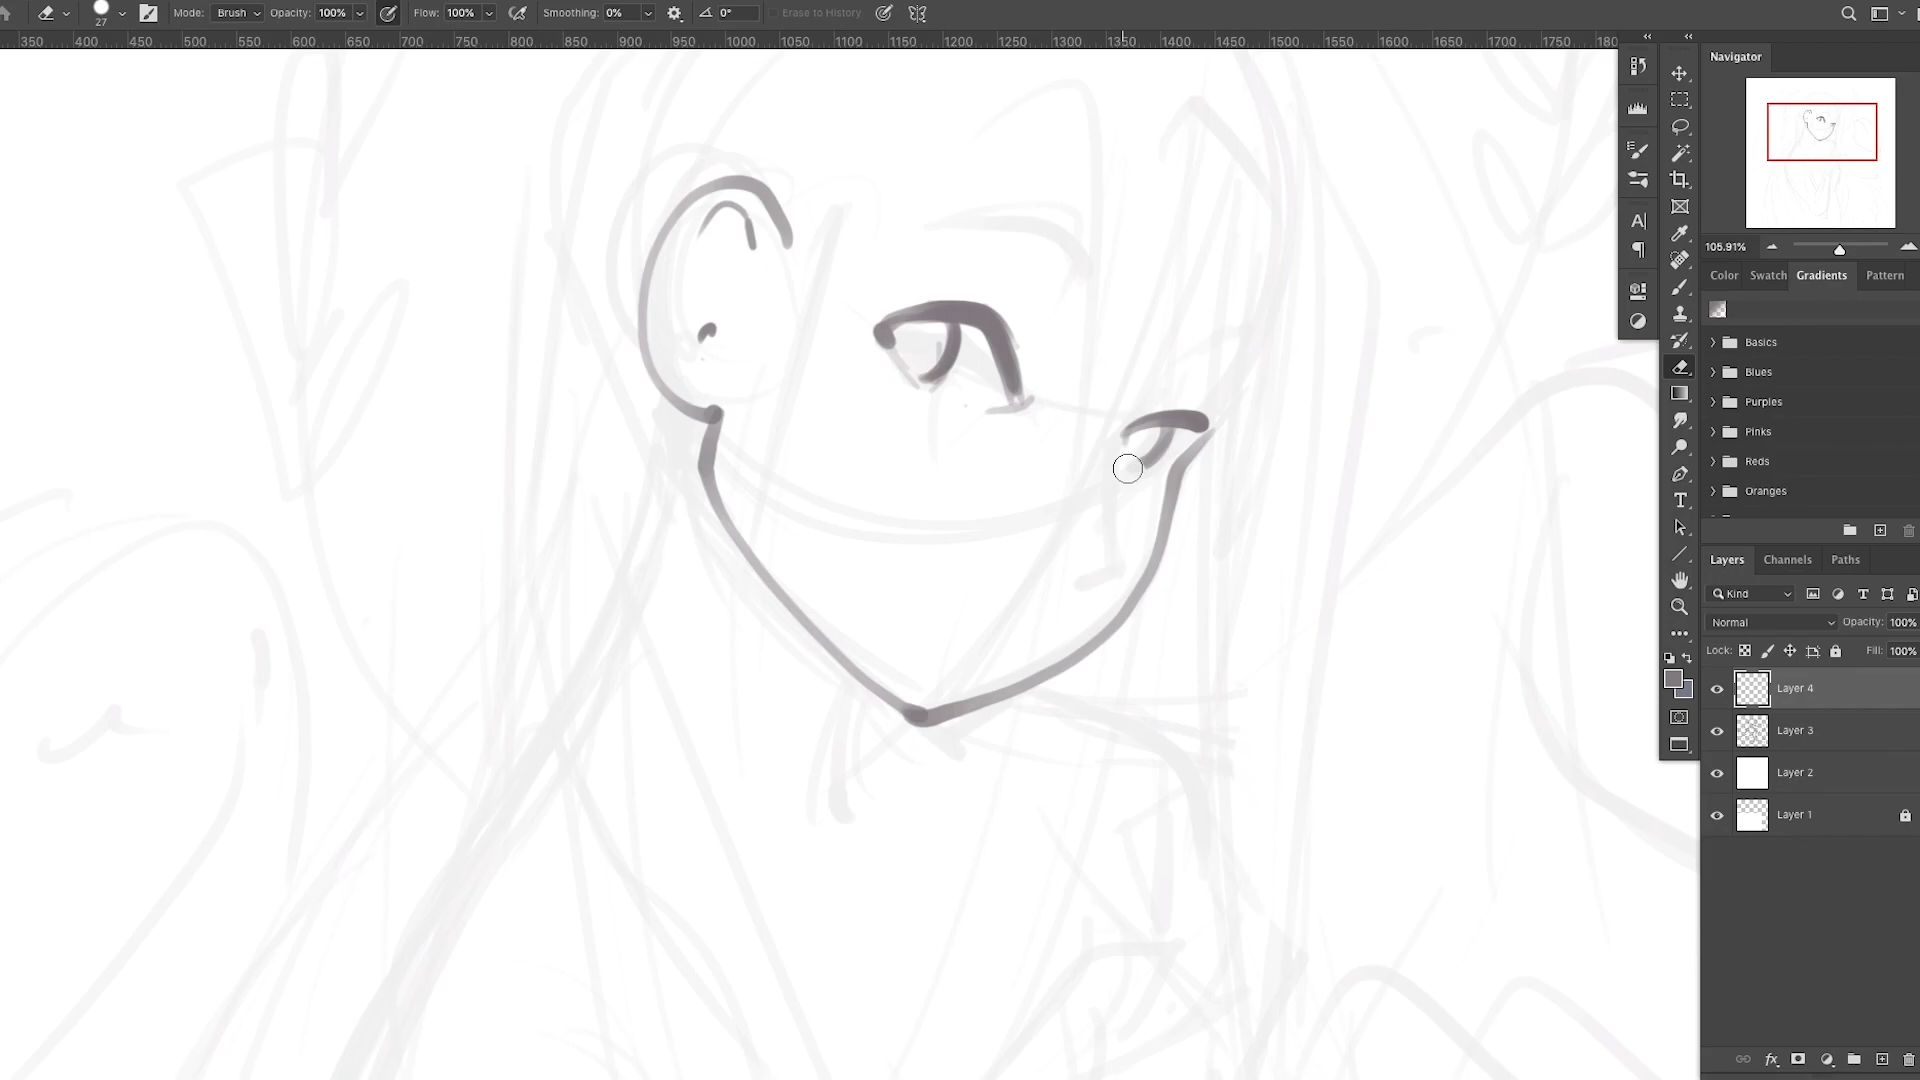 Mode: Brush Opacity: 100% Flow: 100% Smoothing: 0% 0° Erase to History
27
350 400 450 500 550 600 650 700 750 800 850 900 950 1000 1050 1100 1150 1200 1250 1300 1350 1400 1450 1500 1550 1600 1650 1700 1750 180
Navigator
105.91%
Color Swatch Gradients Pattern
Basics
Blues
Purples
Pinks
Reds
Oranges
Layers Channels Paths
Kind
Normal Opacity: 100%
Lock: Fill: 100%
Layer 4
Layer 3
Layer 2
Layer 1
fx